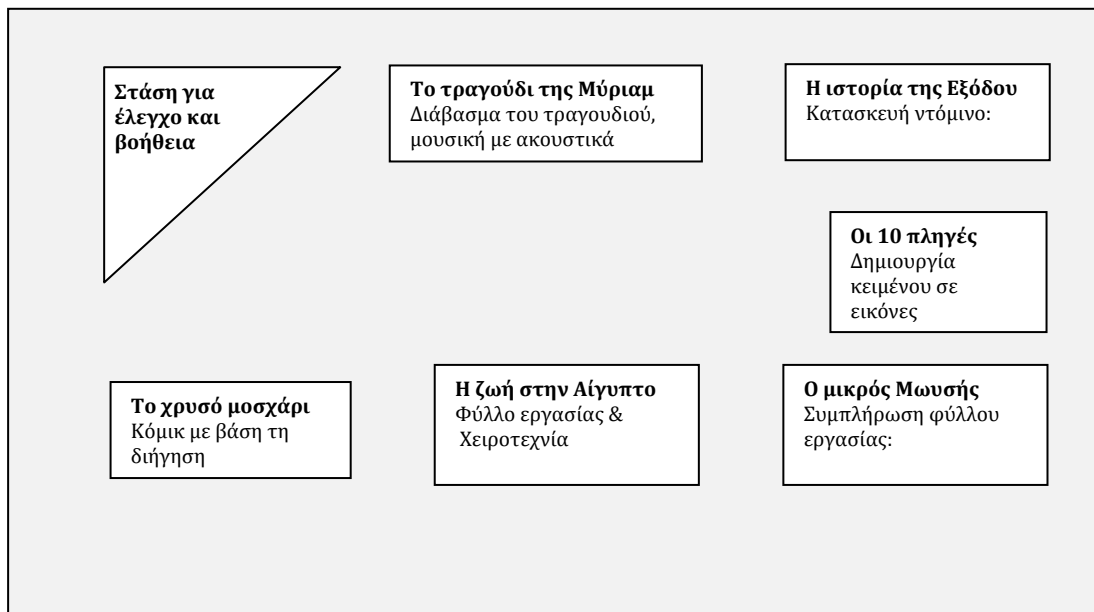 Στάση για
έλεγχο και
βοήθεια
Το τραγούδι της Μύριαμ
Διάβασμα του τραγουδιού,
μουσική με ακουστικά
Η ιστορία της Εξόδου
Κατασκευή ντόμινο:
Οι 10 πληγές
Δημιουργία
κειμένου σε
εικόνες
Το χρυσό μοσχάρι
Κόμικ με βάση τη
διήγηση
Η ζωή στην Αίγυπτο
Φύλλο εργασίας &
Χειροτεχνία
Ο μικρός Μωυσής
Συμπλήρωση φύλλου
εργασίας: